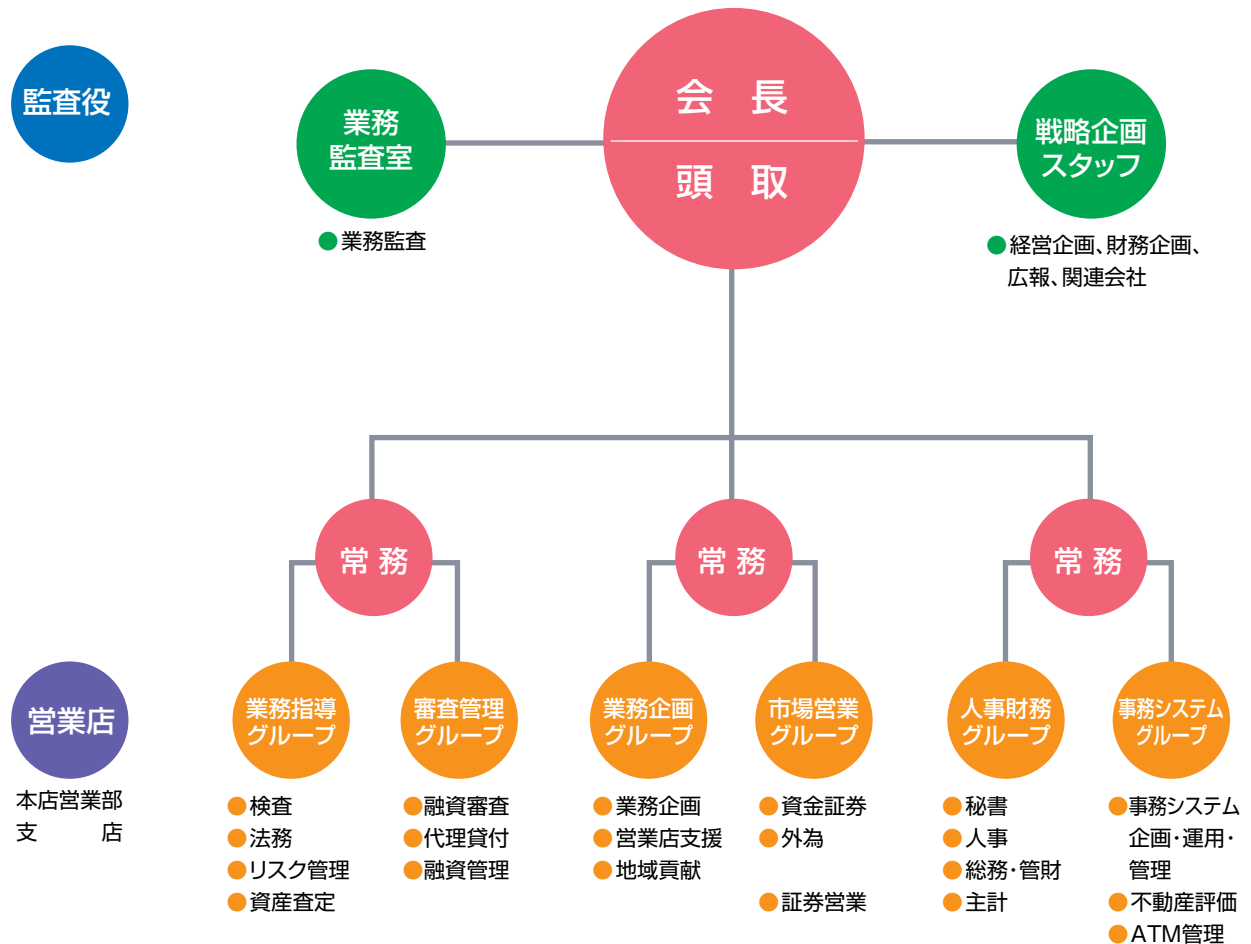 監査役
業務
監査室
●業務監査
会 長
頭 取
戦略企画
スタッフ
●経営企画、財務企画、
広報、関連会社
常 務
常 務
常 務
営業店
本店営業部
支 店
業務指導
グループ
●検査
●法務
●リスク管理
●資産査定
審査管理
グループ
●融資審査
●代理貸付
●融資管理
業務企画
グループ
●業務企画
●営業店支援
●地域貢献
市場営業
グループ
●資金証券
●外為
●証券営業
人事財務
グループ
●秘書
●人事
●総務・管財
●主計
事務システム
グループ
●事務システム
企画・運用・
管理
●不動産評価
●ATM管理